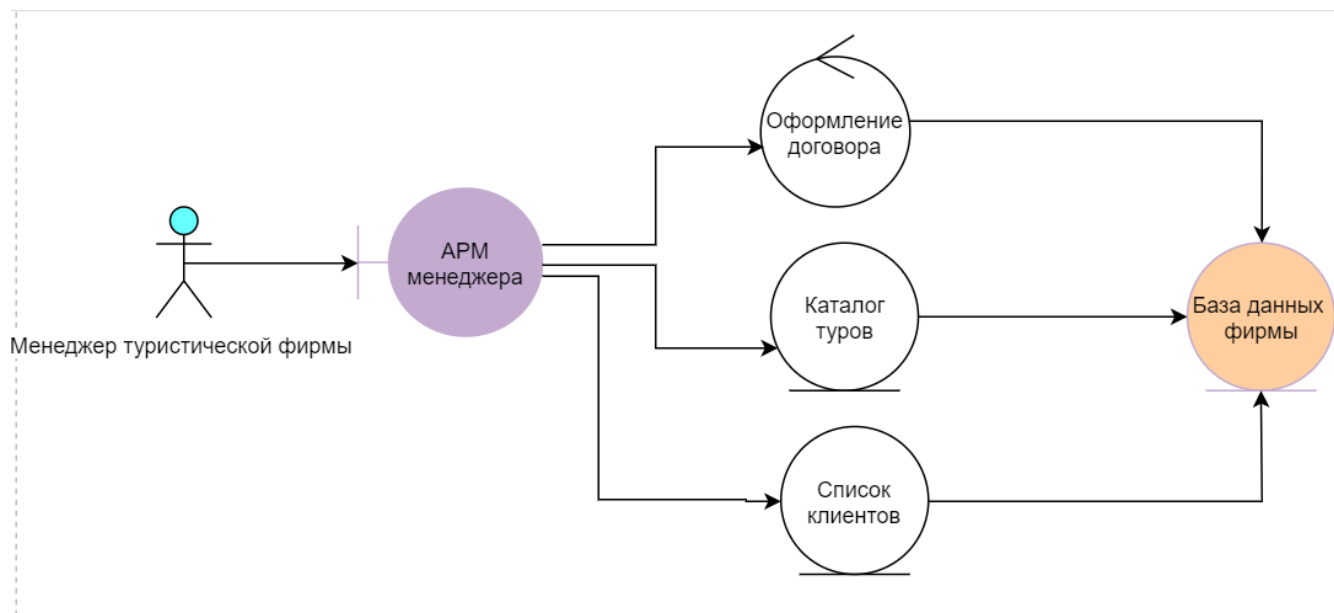 Оформление
договора
АРМ
менеджера
Каталог
туров
База данных
фирмы
Менеджер туристической фирмы
Список
клиентов